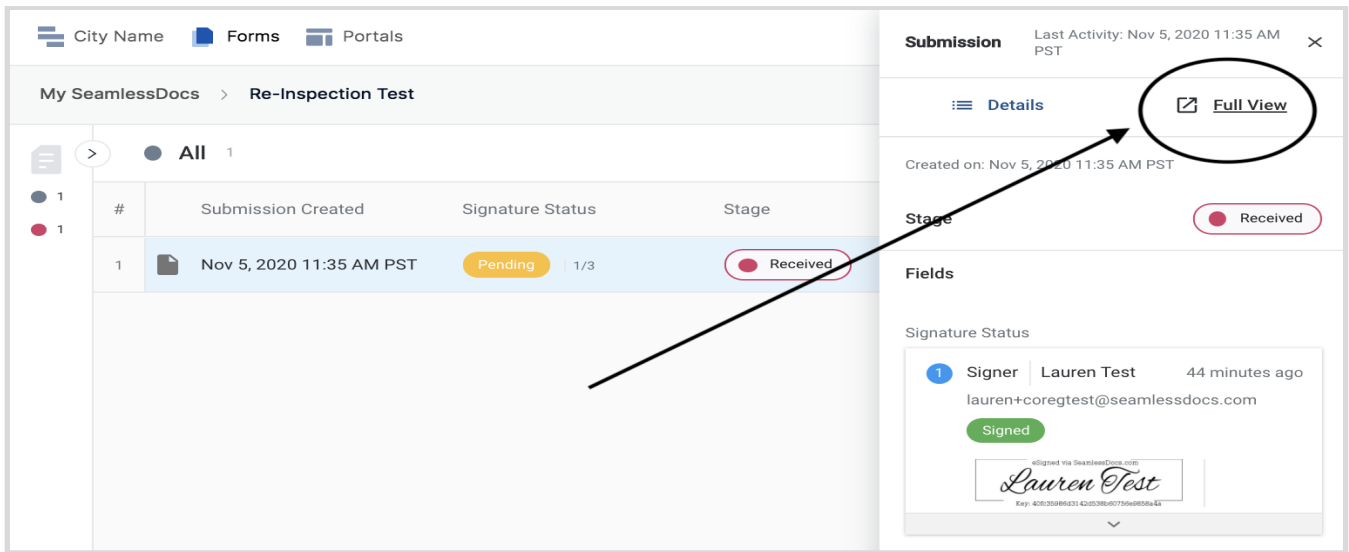 City Name Forms Portals
My SeamlessDocs > Re-Inspection Test
All 1
1
1
# Submission Created Signature Status Stage
1 Nov 5, 2020 11:35 AM PST Pending 1/3 Received
Submission Last Activity: Nov 5, 2020 11:35 AM
PST
Details Full View
Created on: Nov 5, 2020 11:35 AM PST
Stage Received
Fields
Signature Status
1 Signer Lauren Test 44 minutes ago
lauren+coregtest@seamlessdocs.com
Signed
eSigned via SeamlessDocs.com
Lauren Test
Key: